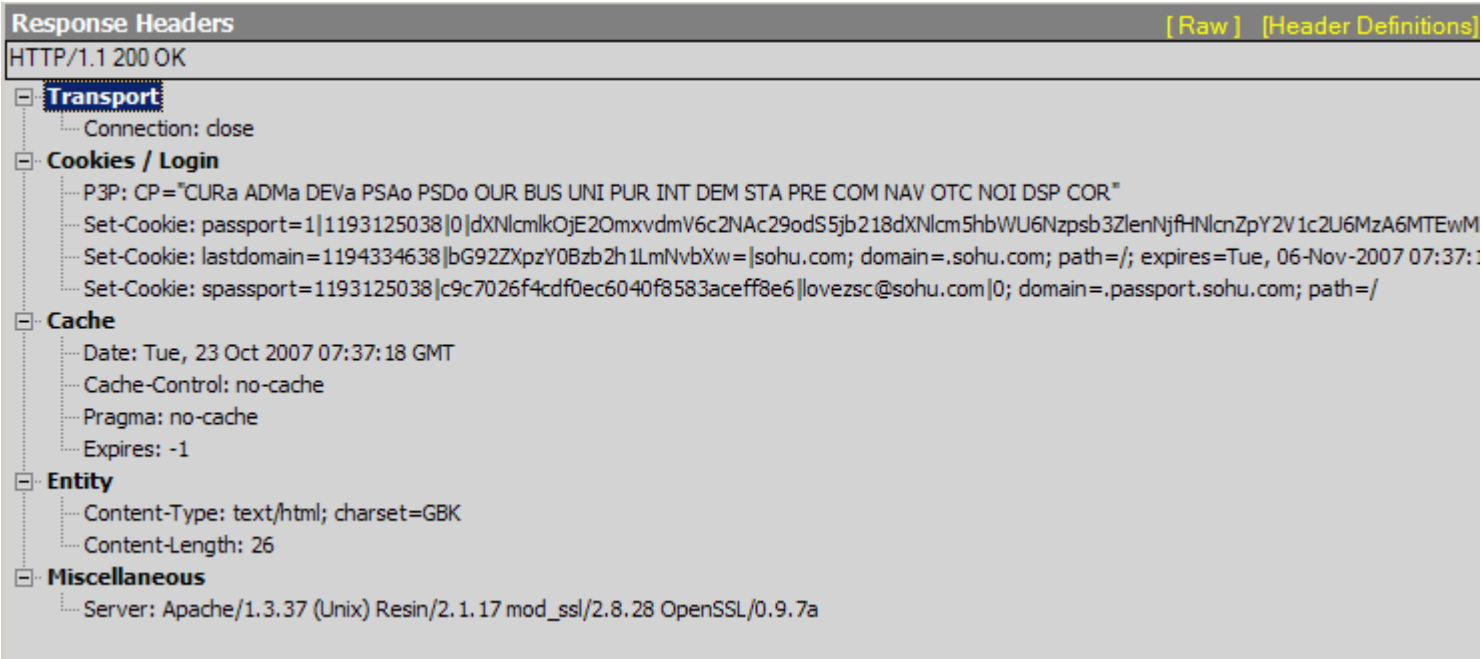 Response Headers [ Raw ] [Header Definitions]
HTTP/1.1 200 OK
Transport
Connection: close
Cookies / Login
P3P: CP="CURa ADMa DEVa PSAo PSDo OUR BUS UNI PUR INT DEM STA PRE COM NAV OTC NOI DSP COR"
Set-Cookie: passport=1|1193125038|0|dXNlcmlkOjE2OmxvdmV6c2NAc29odS5jb218dXNlcm5hbWU6Nzpsb3ZlenNjfHNlcnZpY2V1c2U6MzA6MTEwM
Set-Cookie: lastdomain=1194334638|bG92ZXpzY0Bzb2h1LmNvbXw=|sohu.com; domain=.sohu.com; path=/; expires=Tue, 06-Nov-2007 07:37:1
Set-Cookie: spassport=1193125038|c9c7026f4cdf0ec6040f8583aceff8e6|lovezsc@sohu.com|0; domain=.passport.sohu.com; path=/
Cache
Date: Tue, 23 Oct 2007 07:37:18 GMT
Cache-Control: no-cache
Pragma: no-cache
Expires: -1
Entity
Content-Type: text/html; charset=GBK
Content-Length: 26
Miscellaneous
Server: Apache/1.3.37 (Unix) Resin/2.1.17 mod_ssl/2.8.28 OpenSSL/0.9.7a